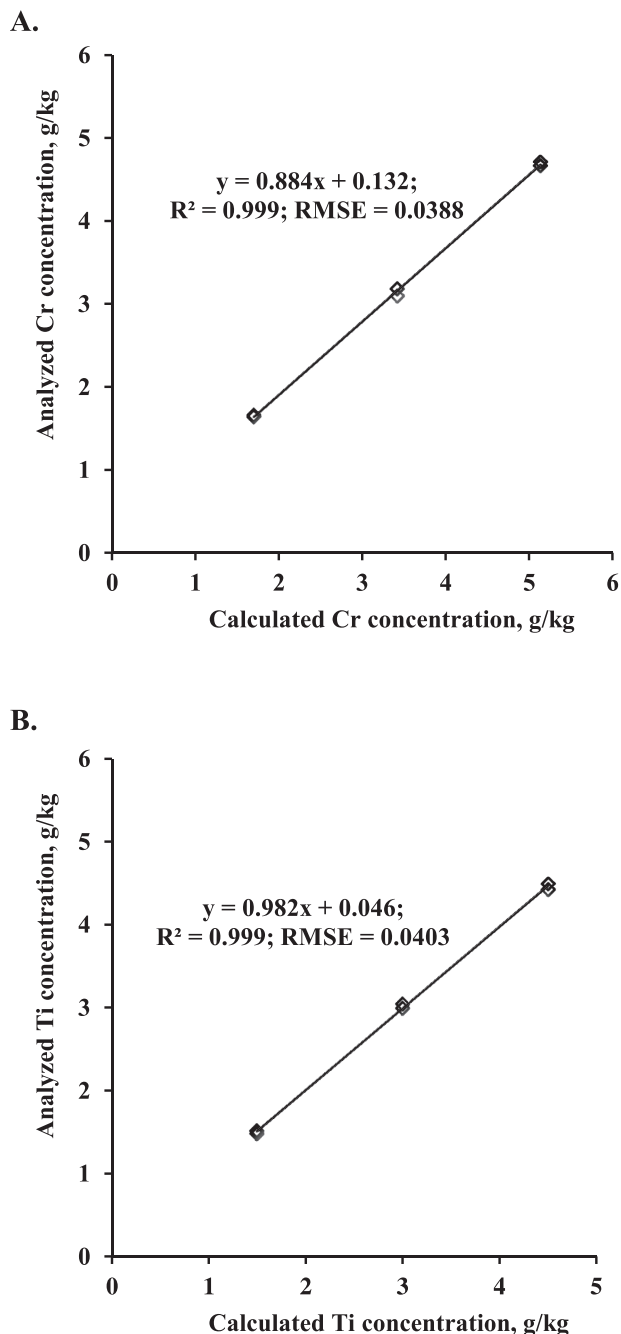 A.
6
5
4
3
2
1
0
Analyzed Cr concentration, g/kg
y = 0.884x + 0.132;
R² = 0.999; RMSE = 0.0388
0 1 2 3 4 5 6
Calculated Cr concentration, g/kg
B.
6
5
4
3
2
1
0
Analyzed Ti concentration, g/kg
y = 0.982x + 0.046;
R² = 0.999; RMSE = 0.0403
0 1 2 3 4 5
Calculated Ti concentration, g/kg